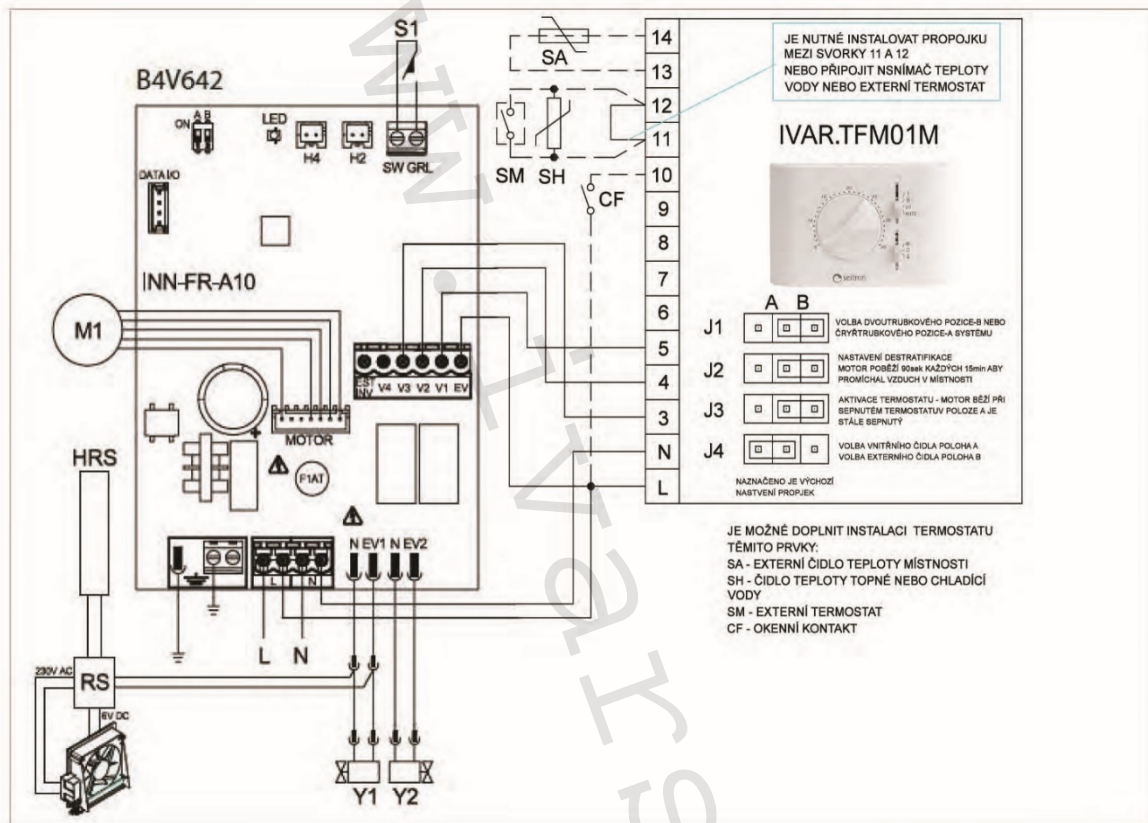 S1
B4V642
ON
A B
LED
H4
H2
SW GRL
DATA I/O
INN-FR-A10
M1
EST INV V4 V3 V2 V1 EV
MOTOR
F1AT
HRS
N EV1 N EV2
L N
L N
230V AC
RS
6V DC
Y1 Y2
SA
SM
SH
CF
14
13
12
11
10
9
8
7
6
5
4
3
N
L
JE NUTNÉ INSTALOVAT PROPOJKU
MEZI SVORKY 11 A 12
NEBO PŘIPOJIT NSNÍMAČ TEPLOTY
VODY NEBO EXTERNÍ TERMOSTAT
IVAR.TFM01M
seitron
A B
J1
VOLBA DVOUTRUBKOVÉHO POZICE-B NEBO
ČRYŘTRUBKOVÉHO POZICE-A SYSTÉMU
J2
NASTAVENÍ DESTRATIFIKACE
MOTOR POBĚŽÍ 90sek KAŽDÝCH 15min ABY
PROMÍCHAL VZDUCH V MÍSTNOSTI
J3
AKTIVACE TERMOSTATU - MOTOR BĚŽÍ PŘI
SEPNUTÉM TERMOSTATUV POLOZE A JE
STÁLE SEPNUTÝ
J4
VOLBA VNITŘNÍHO ČIDLA POLOHA A
VOLBA EXTERNÍHO ČIDLA POLOHA B
NAZNAČENO JE VÝCHOZÍ
NASTVENÍ PROPJEK
JE MOŽNÉ DOPLNIT INSTALACI TERMOSTATU
TĚMITO PRVKY:
SA - EXTERNÍ ČIDLO TEPLOTY MÍSTNOSTI
SH - ČIDLO TEPLOTY TOPNÉ NEBO CHLADÍCÍ
VODY
SM - EXTERNÍ TERMOSTAT
CF - OKENNÍ KONTAKT